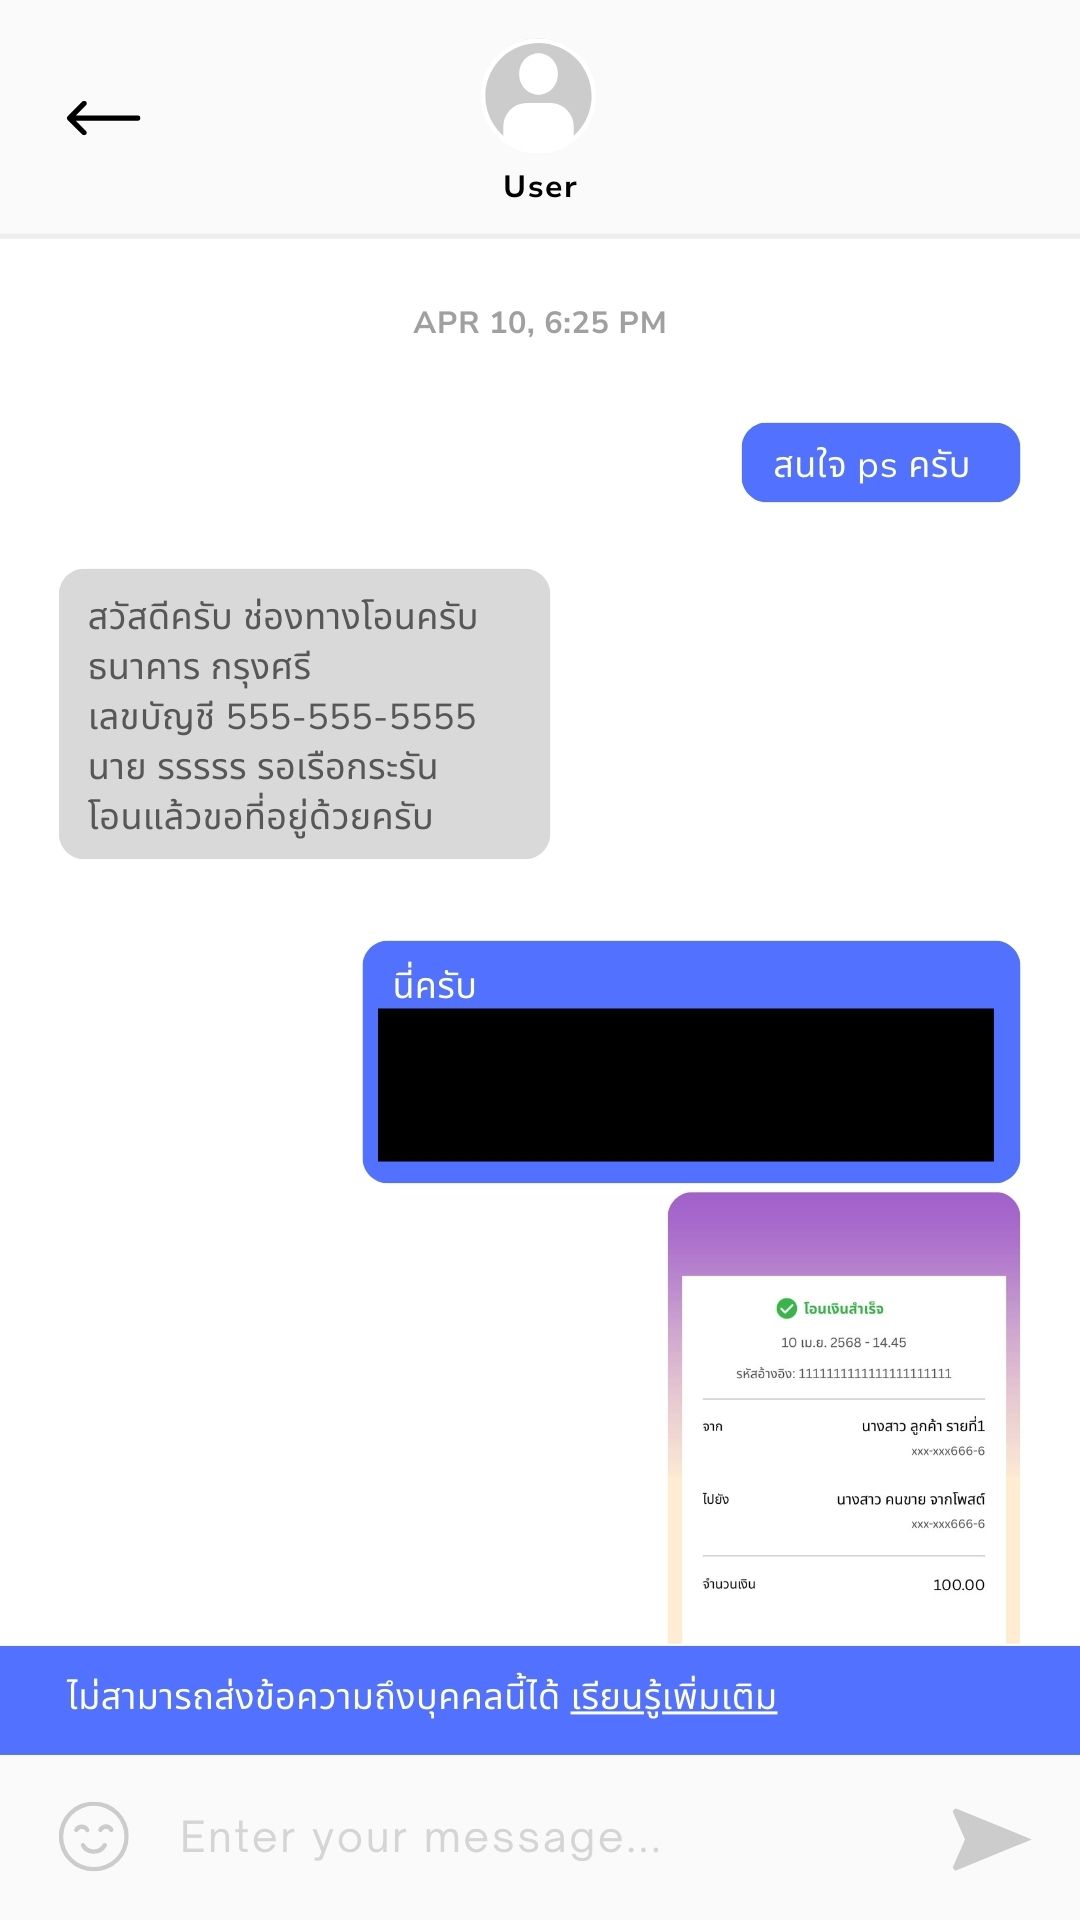 User
APR 10, 6:25 PM
สนใจ ps ครับ
สวัสดีครับ ช่องทางโอนครับ
ธนาคาร กรุงศรี
เลขบัญชี 555-555-5555
นาย รรรรร รอเรือกระรัน
โอนแล้วขอที่อยู่ด้วยครับ
นี่ครับ
โอนเงินสำเร็จ
10 เม.ย. 2568 - 14.45
รหัสอ้างอิง: 1111111111111111111111
จาก นางสาว ลูกค้า รายที่1
xxx-xxx666-6
ไปยัง นางสาว คนขาย จากโพสต์
xxx-xxx666-6
จำนวนเงิน 100.00
ไม่สามารถส่งข้อความถึงบุคคลนี้ได้ เรียนรู้เพิ่มเติม
Enter your message...